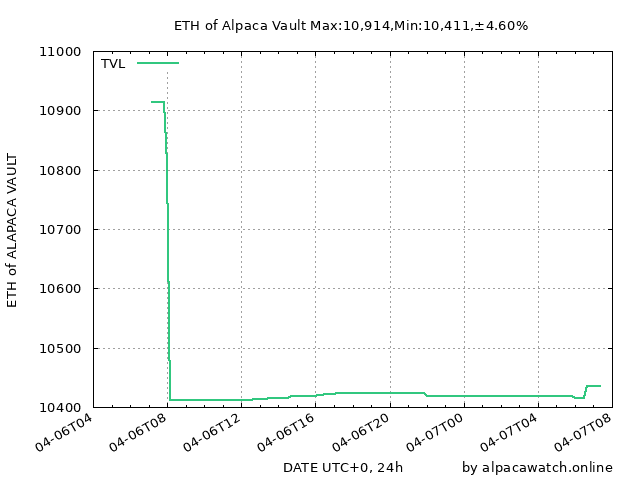 ETH of Alpaca Vault Max:10,914,Min:10,411,±4.60%
TVL
11000
10900
10800
10700
10600
10500
10400
ETH of ALAPACA VAULT
04-06T04
04-06T08
04-06T12
04-06T16
04-06T20
04-07T00
04-07T04
04-07T08
DATE UTC+0, 24h
by alpacawatch.online